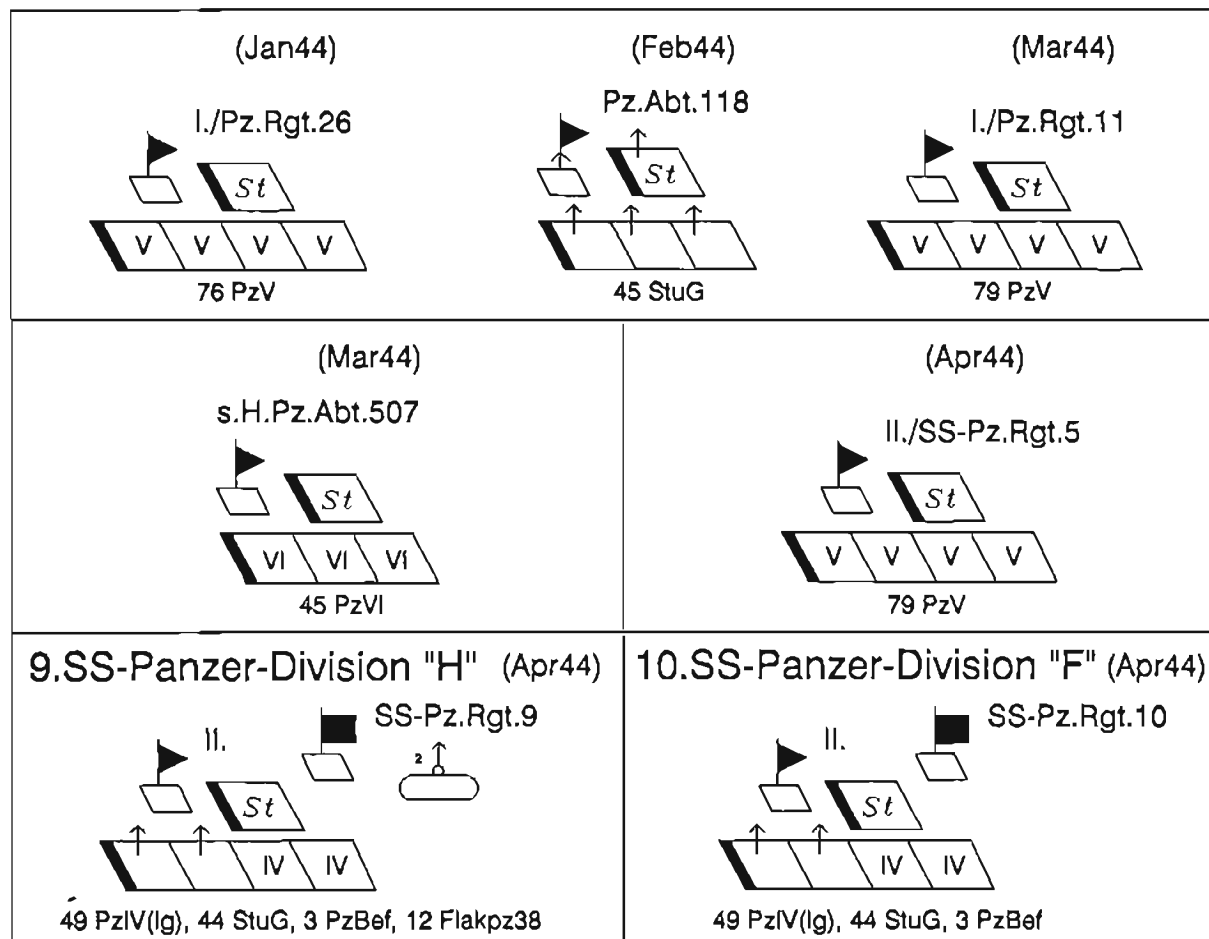 (Jan44)
I./Pz.Rgt.26
St
V V V V
76 PzV
(Feb44)
Pz.Abt.118
St
45 StuG
(Mar44)
I./Pz.Rgt.11
St
V V V V
79 PzV
(Mar44)
s.H.Pz.Abt.507
St
VI VI VI
45 PzVI
(Apr44)
II./SS-Pz.Rgt.5
St
V V V V
79 PzV
9.SS-Panzer-Division "H" (Apr44)
SS-Pz.Rgt.9
II.
2
St
IV IV
49 PzIV(lg), 44 StuG, 3 PzBef, 12 Flakpz38
10.SS-Panzer-Division "F" (Apr44)
SS-Pz.Rgt.10
II.
St
IV IV
49 PzIV(lg), 44 StuG, 3 PzBef